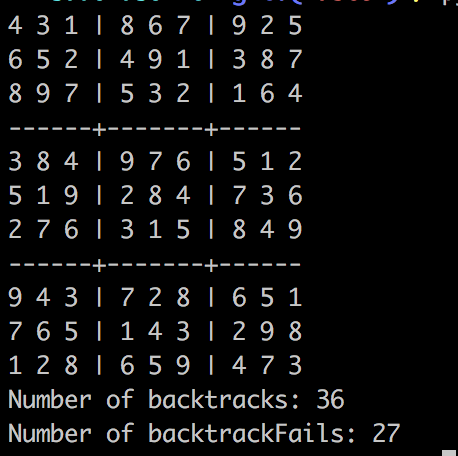 4 3 1 | 8 6 7 | 9 2 5
6 5 2 | 4 9 1 | 3 8 7
8 9 7 | 5 3 2 | 1 6 4
------+-------+------
3 8 4 | 9 7 6 | 5 1 2
5 1 9 | 2 8 4 | 7 3 6
2 7 6 | 3 1 5 | 8 4 9
------+-------+------
9 4 3 | 7 2 8 | 6 5 1
7 6 5 | 1 4 3 | 2 9 8
1 2 8 | 6 5 9 | 4 7 3
Number of backtracks: 36
Number of backtrackFails: 27